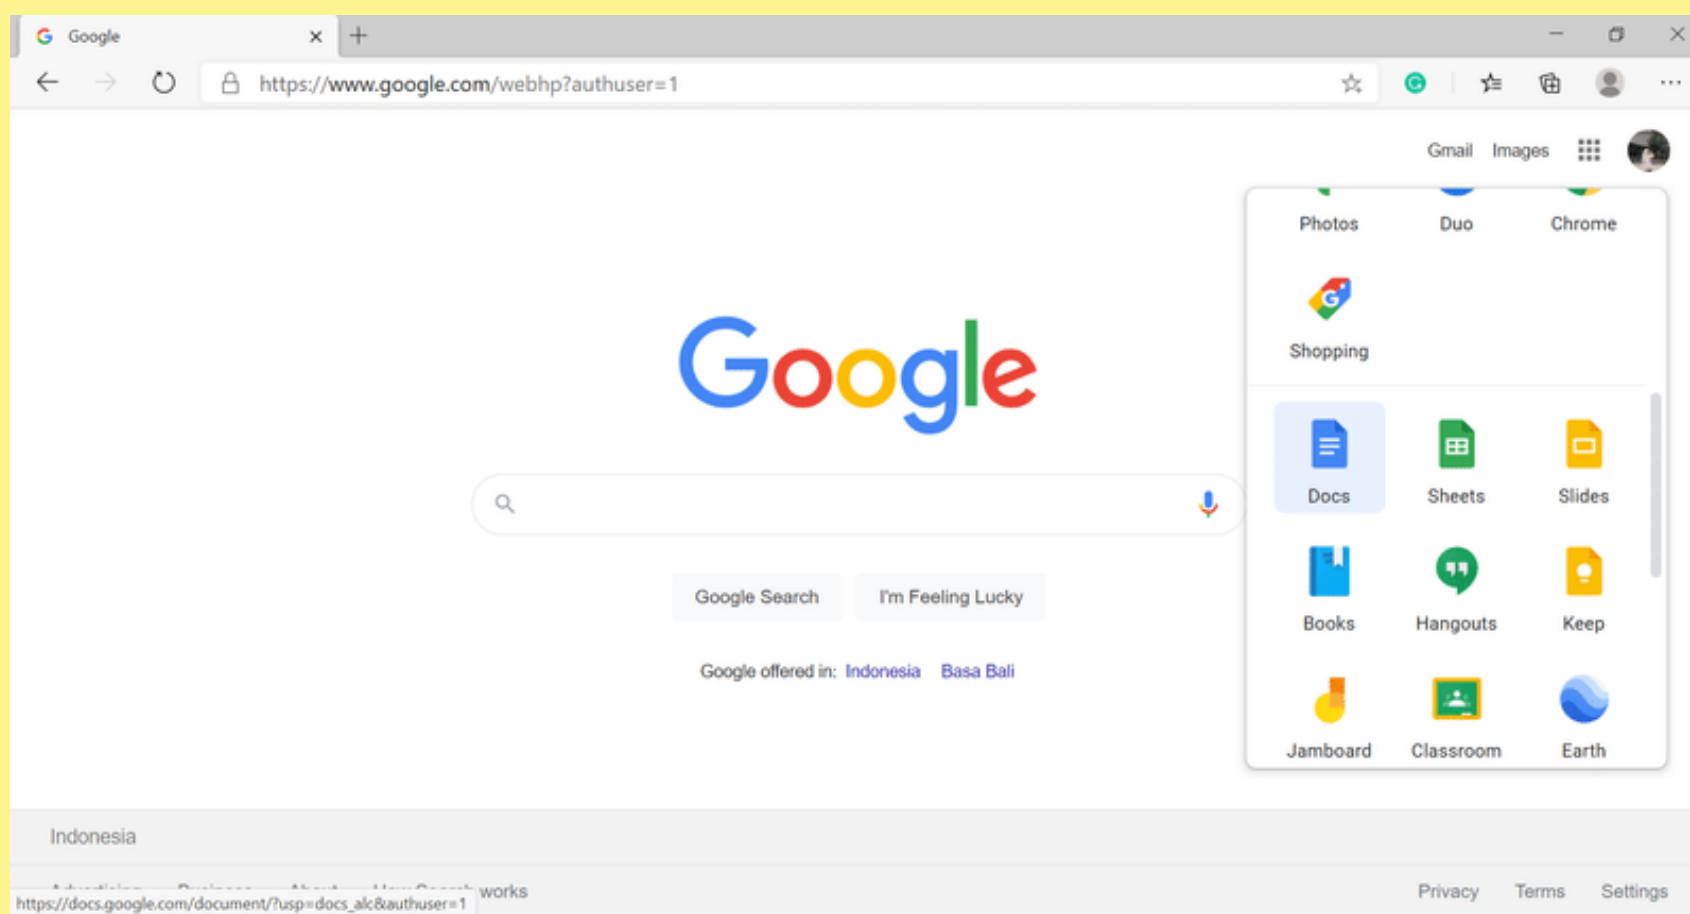 Google
https://www.google.com/webhp?authuser=1
Gmail Images
Photos Duo Chrome
Shopping
Google
Docs Sheets Slides
Google Search I'm Feeling Lucky
Books Hangouts Keep
Google offered in: Indonesia Basa Bali
Jamboard Classroom Earth
Indonesia
works
Privacy Terms Settings
https://docs.google.com/document/?usp=docs_alc&authuser=1